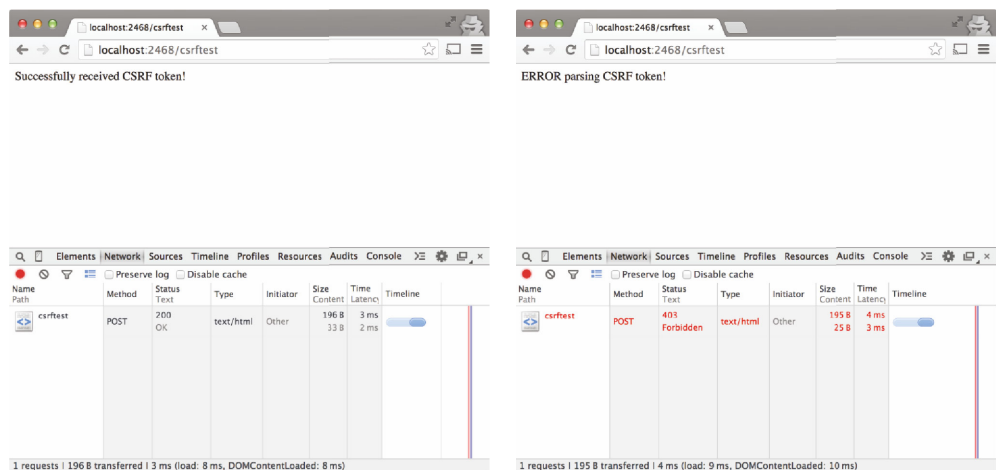 localhost:2468/csrftest ×
localhost:2468/csrftest
Successfully received CSRF token!
Elements Network Sources Timeline Profiles Resources Audits Console ×
Preserve log Disable cache
Name Path Method Status Text Type Initiator Size Content Time Latency Timeline
csrftest POST 200 OK text/html Other 196 B 33 B 3 ms 2 ms
1 requests | 196 B transferred | 3 ms (load: 8 ms, DOMContentLoaded: 8 ms)
localhost:2468/csrftest ×
localhost:2468/csrftest
ERROR parsing CSRF token!
Elements Network Sources Timeline Profiles Resources Audits Console ×
Preserve log Disable cache
Name Path Method Status Text Type Initiator Size Content Time Latency Timeline
csrftest POST 403 Forbidden text/html Other 195 B 25 B 4 ms 3 ms
1 requests | 195 B transferred | 4 ms (load: 9 ms, DOMContentLoaded: 10 ms)